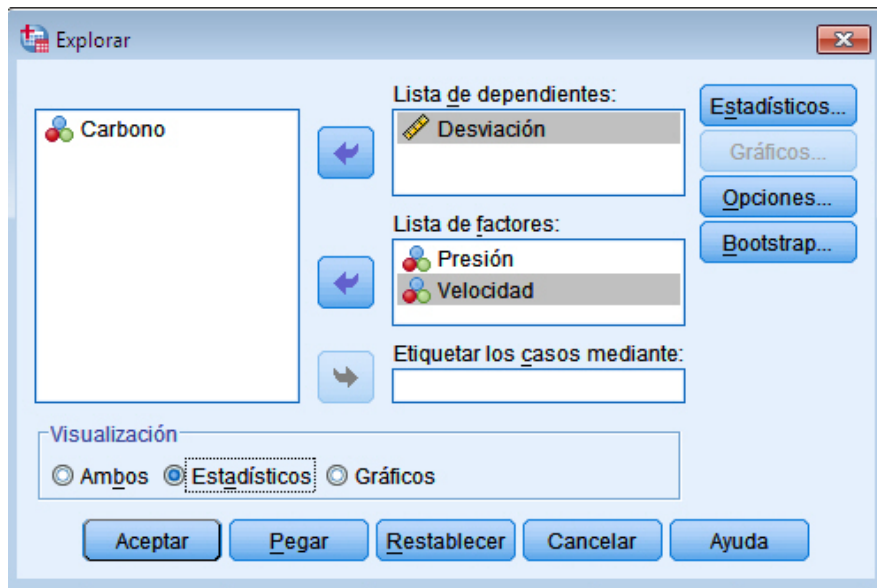 Explorar
Carbono
Lista de dependientes:
Desviación
Lista de factores:
Presión
Velocidad
Etiquetar los casos mediante:
Estadísticos...
Gráficos...
Opciones...
Bootstrap...
Visualización
Ambos Estadísticos Gráficos
Aceptar Pegar Restablecer Cancelar Ayuda